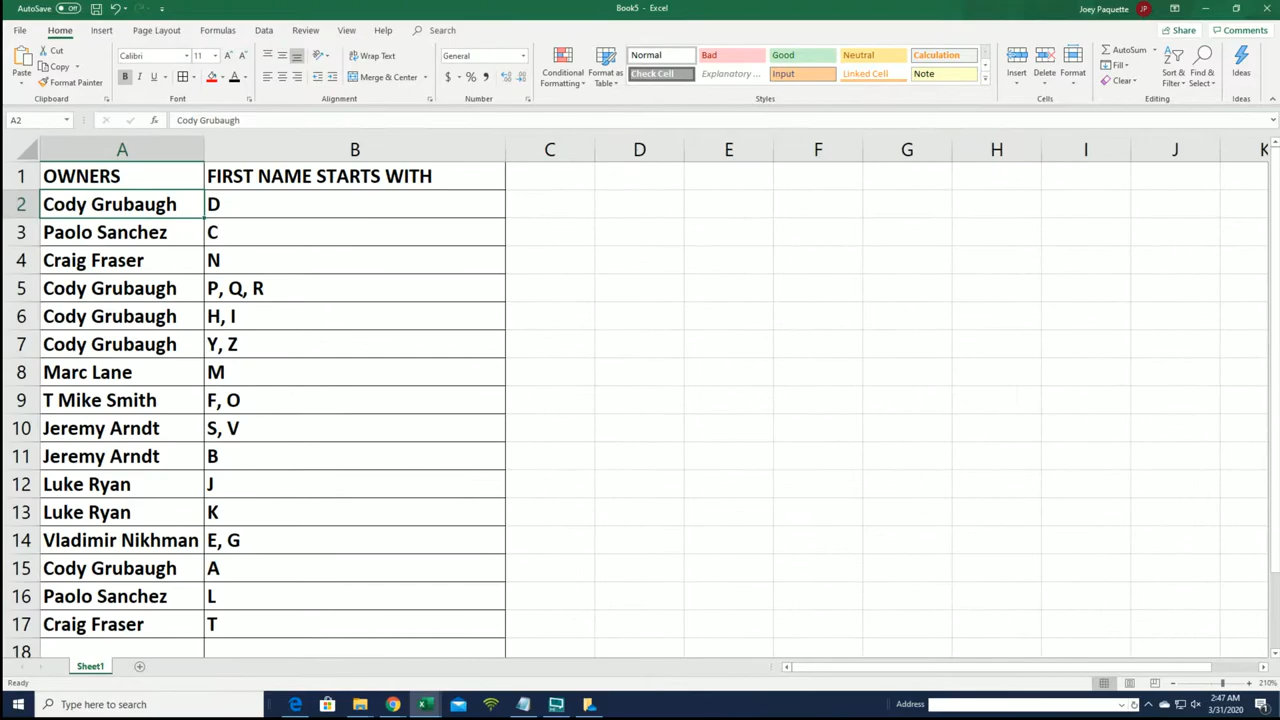 AutoSave Off Book5 - Excel Joey Paquette JP
File Home Insert Page Layout Formulas Data Review View Help Search Share Comments
Cut
Copy
Format Painter
Paste
Clipboard
Calibri 11
B I U
Font
Merge & Center
Alignment
General
$ % ,
Number
Conditional Formatting
Format as Table
Normal Bad Good Neutral Calculation
Check Cell Explanatory ... Input Linked Cell Note
Styles
Insert Delete Format
Cells
AutoSum
Fill
Clear
Sort & Filter
Find & Select
Editing
Ideas
Ideas
A2 fx Cody Grubaugh
A B C D E F G H I J K
1 OWNERS FIRST NAME STARTS WITH
2 Cody Grubaugh D
3 Paolo Sanchez C
4 Craig Fraser N
5 Cody Grubaugh P, Q, R
6 Cody Grubaugh H, I
7 Cody Grubaugh Y, Z
8 Marc Lane M
9 T Mike Smith F, O
10 Jeremy Arndt S, V
11 Jeremy Arndt B
12 Luke Ryan J
13 Luke Ryan K
14 Vladimir Nikhman E, G
15 Cody Grubaugh A
16 Paolo Sanchez L
17 Craig Fraser T
18
Sheet1
Ready 210%
Type here to search Address 2:47 AM
3/31/2020